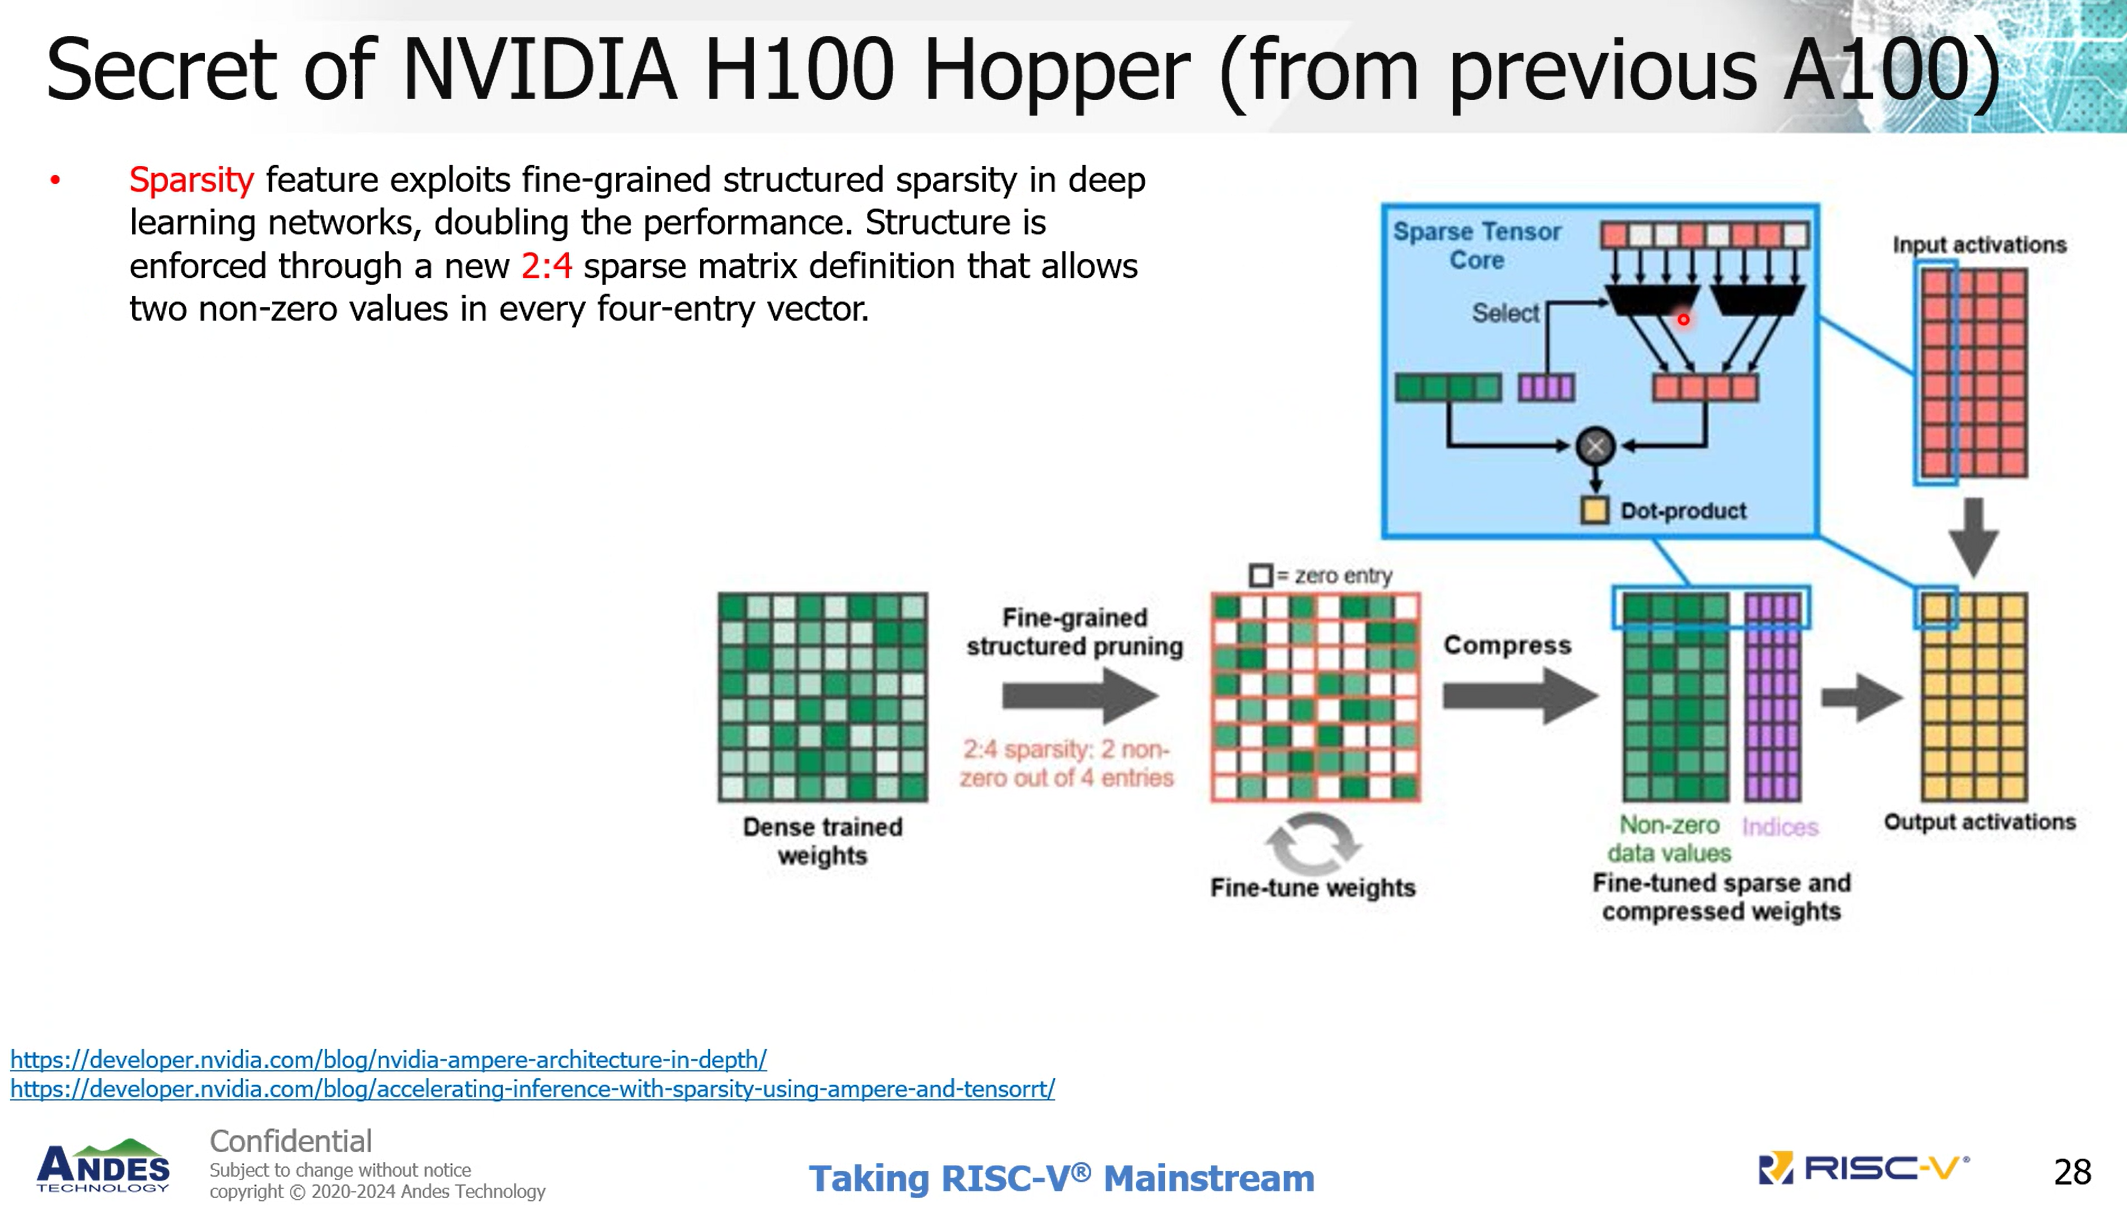 Secret of NVIDIA H100 Hopper (from previous A100)
• Sparsity feature exploits fine-grained structured sparsity in deep
learning networks, doubling the performance. Structure is
enforced through a new 2:4 sparse matrix definition that allows
two non-zero values in every four-entry vector.
Sparse Tensor
Core
Select
Dot-product
Input activations
= zero entry
Fine-grained
structured pruning
2:4 sparsity: 2 non-
zero out of 4 entries
Compress
Dense trained
weights
Fine-tune weights
Non-zero
data values
Indices
Fine-tuned sparse and
compressed weights
Output activations
https://developer.nvidia.com/blog/nvidia-ampere-architecture-in-depth/
https://developer.nvidia.com/blog/accelerating-inference-with-sparsity-using-ampere-and-tensorrt/
ANDES
TECHNOLOGY
Confidential
Subject to change without notice
copyright © 2020-2024 Andes Technology
Taking RISC-V® Mainstream
RISC-V®
28